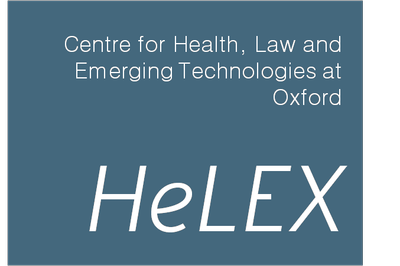 Centre for Health, Law and
Emerging Technologies at
Oxford
HeLEX